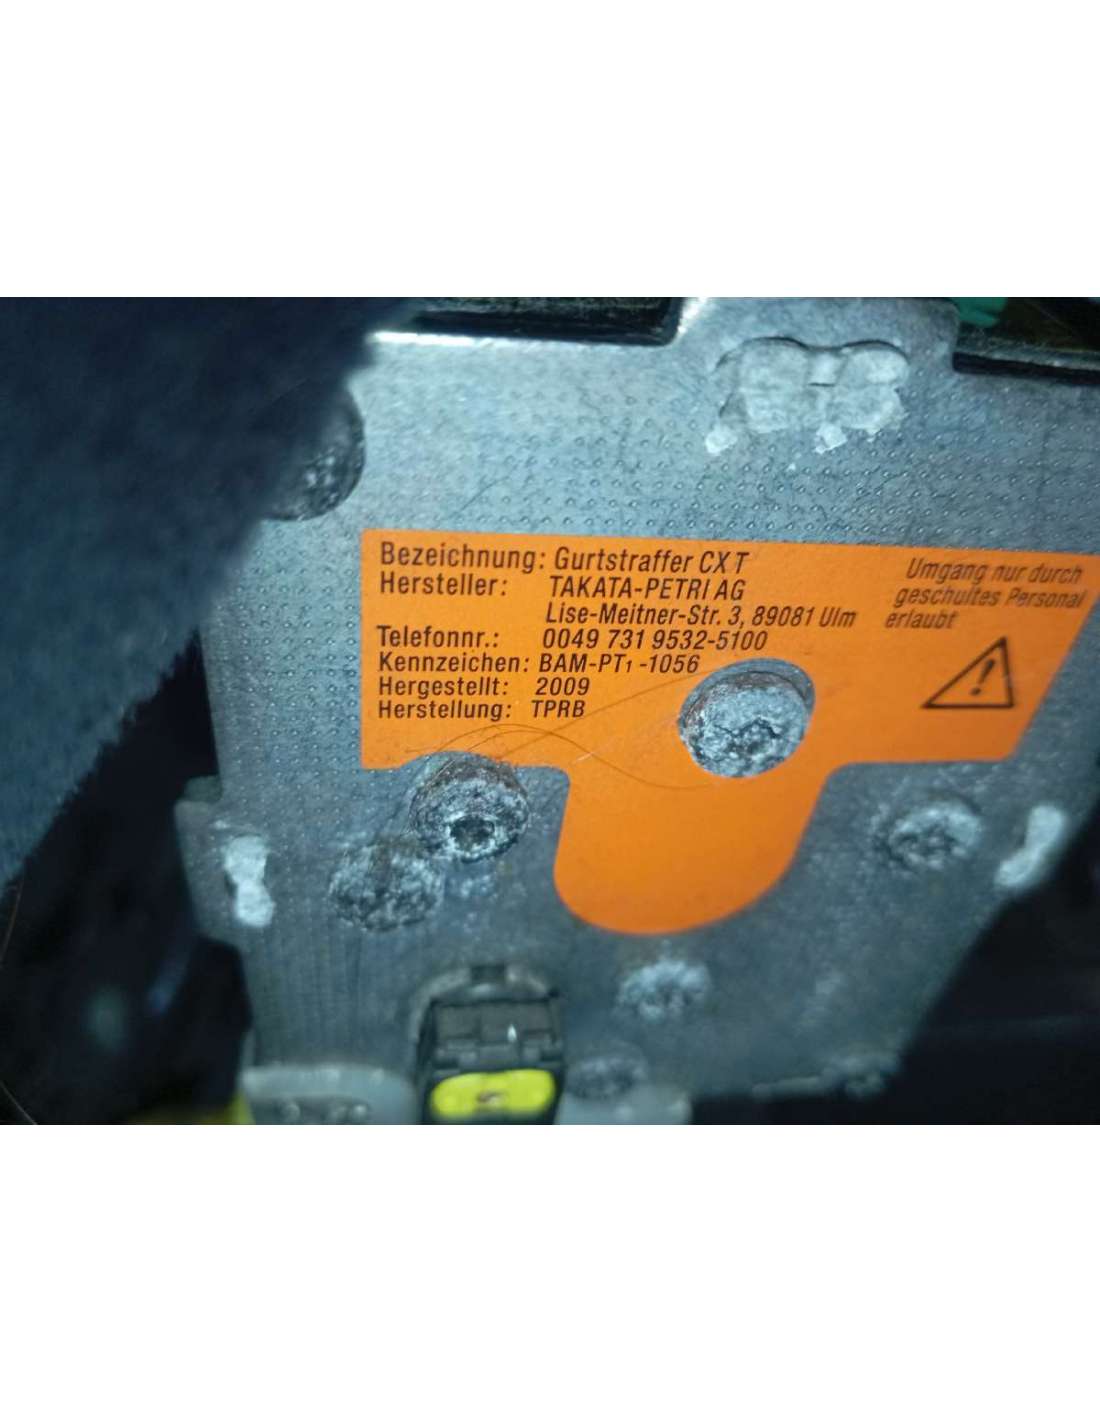 Bezeichnung: Gurtstraffer CX T
Hersteller: TAKATA-PETRI AG
Lise-Meitner-Str. 3, 89081 Ulm
Telefonnr.: 0049 731 9532-5100
Kennzeichen: BAM-PT1 -1056
Hergestellt: 2009
Herstellung: TPRB
Umgang nur durch
geschultes Personal
erlaubt